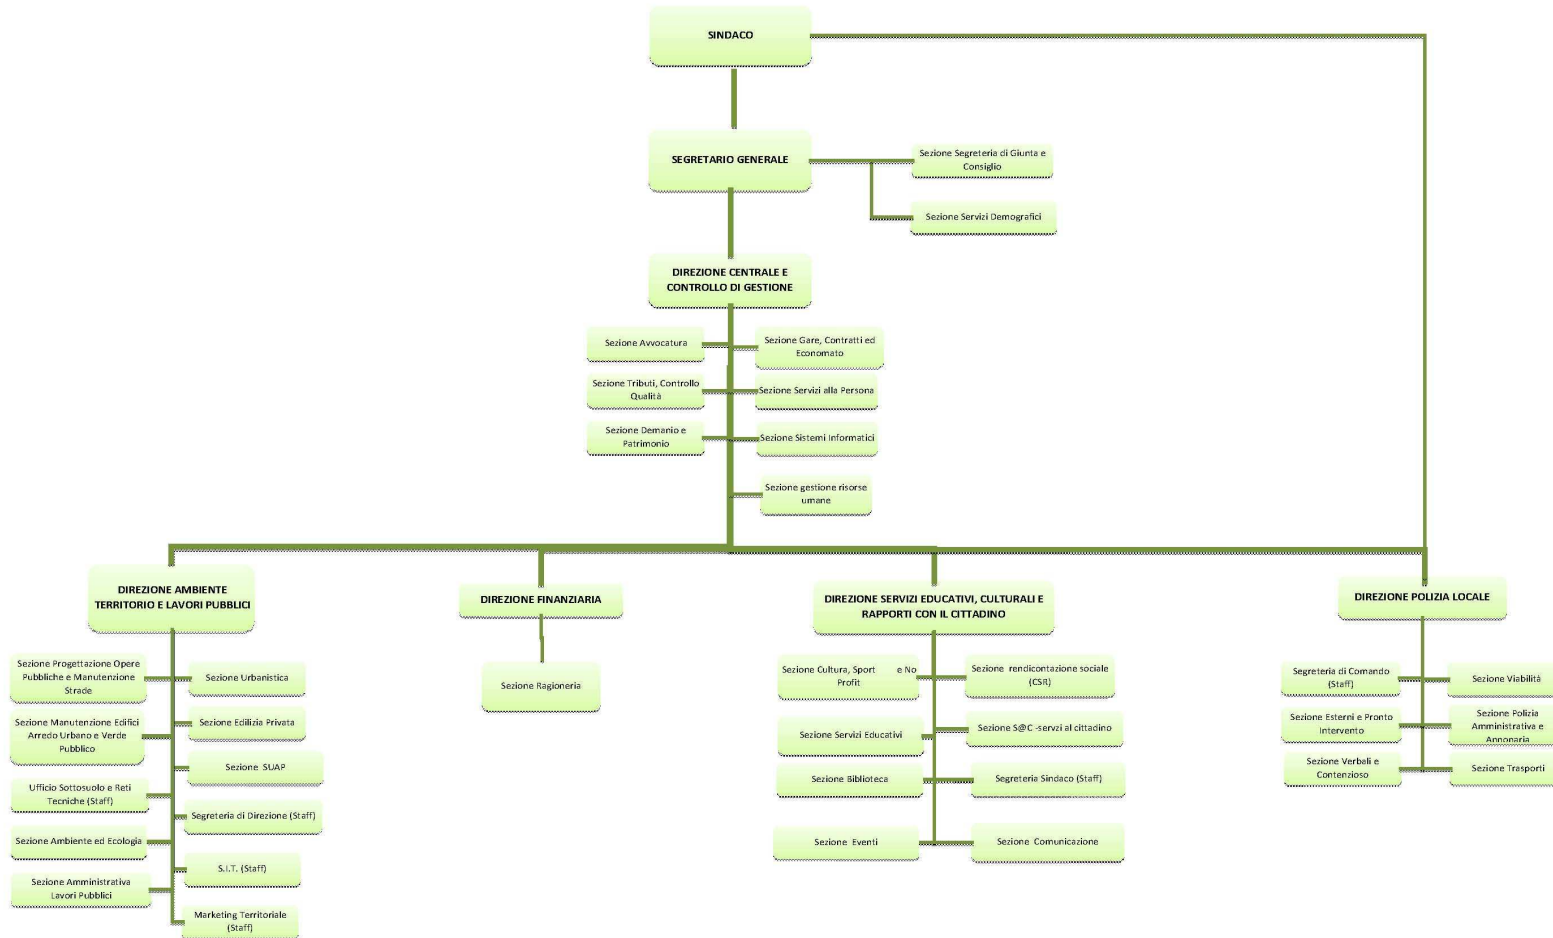 SINDACO
SEGRETARIO GENERALE
Sezione Segreteria di Giunta e
Consiglio
Sezione Servizi Demografici
DIREZIONE CENTRALE E
CONTROLLO DI GESTIONE
Sezione Avvocatura
Sezione Gare, Contratti ed
Economato
Sezione Tributi, Controllo
Qualità
Sezione Servizi alla Persona
Sezione Demanio e
Patrimonio
Sezione Sistemi Informatici
Sezione gestione risorse
umane
DIREZIONE AMBIENTE
TERRITORIO E LAVORI PUBBLICI
Sezione Progettazione Opere
Pubbliche e Manutenzione
Strade
Sezione Urbanistica
Sezione Manutenzione Edifici
Arredo Urbano e Verde
Pubblico
Sezione Edilizia Privata
Sezione SUAP
Ufficio Sottosuolo e Reti
Tecniche (Staff)
Segreteria di Direzione (Staff)
Sezione Ambiente ed Ecologia
S.I.T. (Staff)
Sezione Amministrativa
Lavori Pubblici
Marketing Territoriale
(Staff)
DIREZIONE FINANZIARIA
Sezione Ragioneria
DIREZIONE SERVIZI EDUCATIVI, CULTURALI E
RAPPORTI CON IL CITTADINO
Sezione Cultura, Sport e No
Profit
Sezione rendicontazione sociale
(CSR)
Sezione Servizi Educativi
Sezione S@C -servzi al cittadino
Sezione Biblioteca
Segreteria Sindaco (Staff)
Sezione Eventi
Sezione Comunicazione
DIREZIONE POLIZIA LOCALE
Segreteria di Comando
(Staff)
Sezione Viabilità
Sezione Esterni e Pronto
Intervento
Sezione Polizia
Amministrativa e
Annonaria
Sezione Verbali e
Contenzioso
Sezione Trasporti